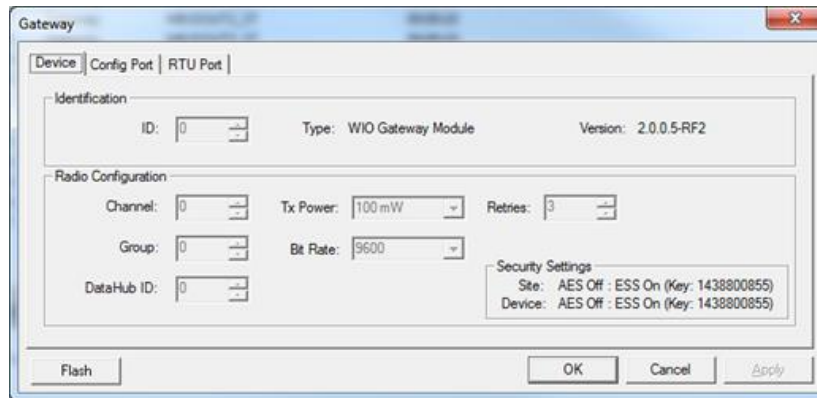 Gateway
Device Config Port RTU Port
Identification
ID: 0 Type: WIO Gateway Module Version: 2.0.0.5-RF2
Radio Configuration
Channel: 0 Tx Power: 100 mW Retries: 3
Group: 0 Bit Rate: 9600
DataHub ID: 0
Security Settings
Site: AES Off : ESS On (Key: 1438800855)
Device: AES Off : ESS On (Key: 1438800855)
Flash OK Cancel Apply